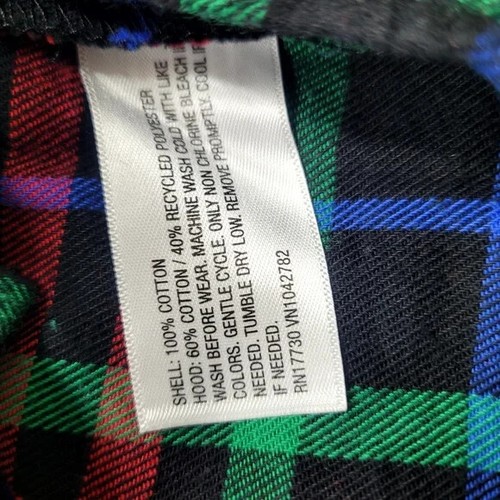 SHELL: 100% COTTON
HOOD: 60% COTTON / 40% RECYCLED POLYESTER
WASH BEFORE WEAR. MACHINE WASH COLD WITH LIKE
COLORS. GENTLE CYCLE. ONLY NON CHLORINE BLEACH
NEEDED. TUMBLE DRY LOW. REMOVE PROMPTLY. COOL
IF NEEDED.
RN17730 VN1042782